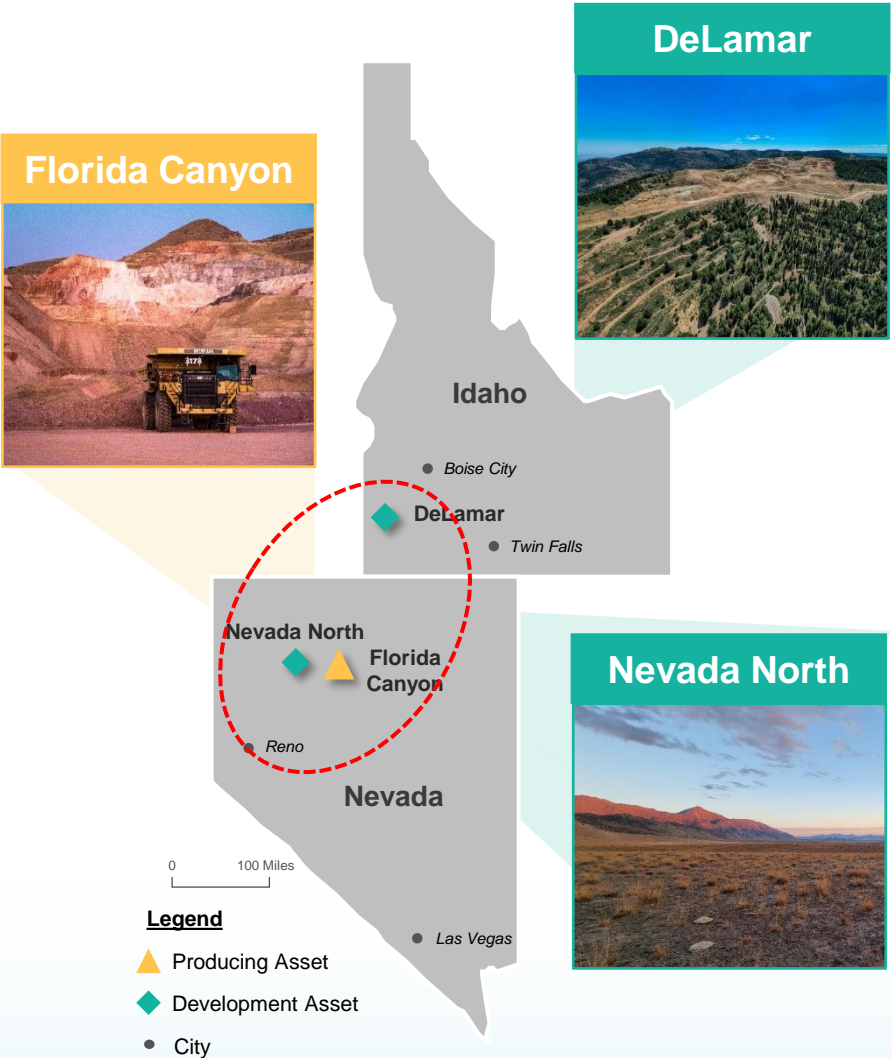 DeLamar
Florida Canyon
3178
Idaho
Boise City
DeLamar
Twin Falls
Nevada North
Florida
Canyon
Nevada North
Reno
Nevada
0 100 Miles
Legend
Las Vegas
Producing Asset
Development Asset
City